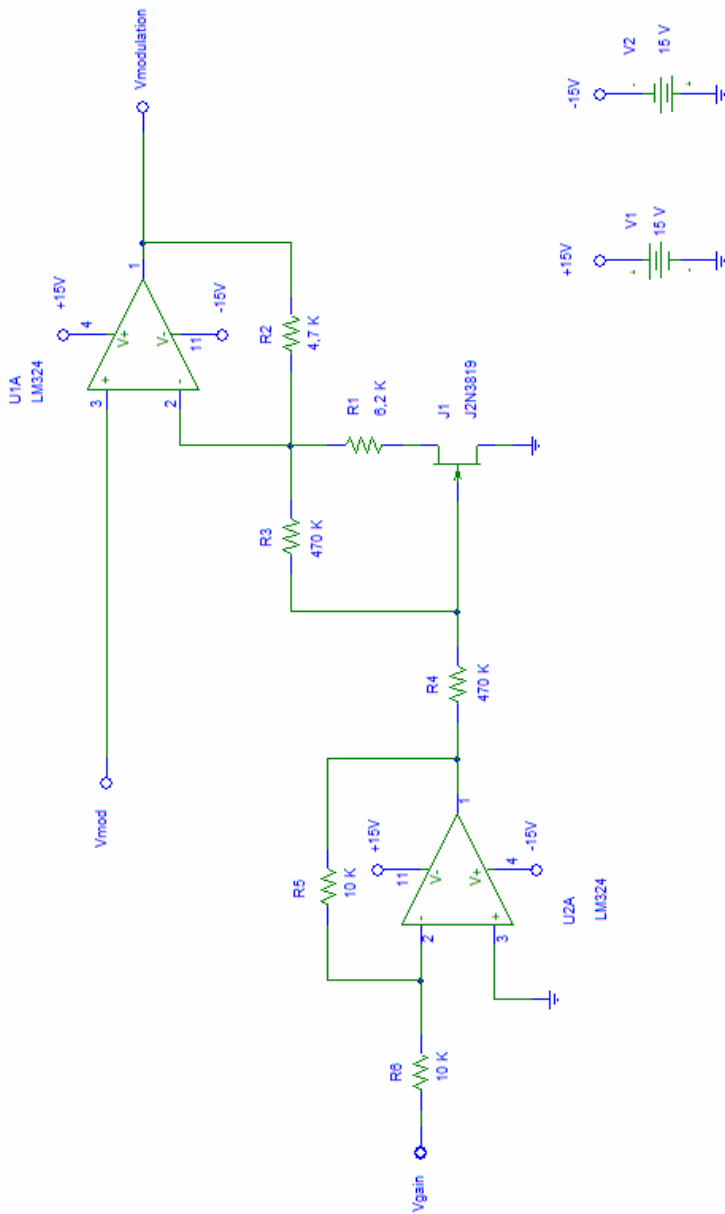 U1A
LM324
+15V
4
3
+
V+
1
2
-
V-
11
-15V
Vmodulation
Vmod
R2
4,7 K
R3
470 K
R1
6,2 K
J1
J2N3819
R4
470 K
R5
10 K
+15V
11
2
-
V-
1
3
+
V+
4
-15V
U2A
LM324
R6
10 K
Vgain
+15V
+
V1
15 V
-
-15V
-
V2
15 V
+